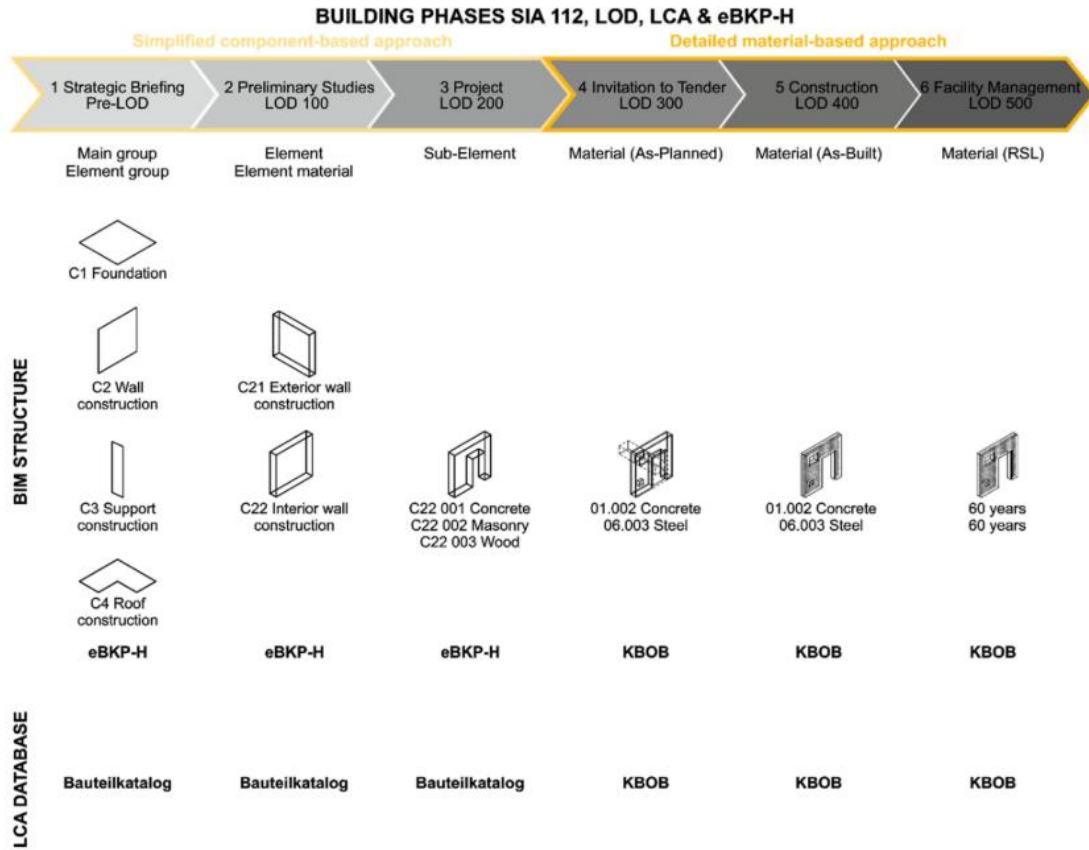 BUILDING PHASES SIA 112, LOD, LCA & eBKP-H
Simplified component-based approach
Detailed material-based approach
1 Strategic Briefing
Pre-LOD
2 Preliminary Studies
LOD 100
3 Project
LOD 200
4 Invitation to Tender
LOD 300
5 Construction
LOD 400
6 Facility Management
LOD 500
Main group
Element group
Element
Element material
Sub-Element
Material (As-Planned)
Material (As-Built)
Material (RSL)
BIM STRUCTURE
C1 Foundation
C2 Wall
construction
C21 Exterior wall
construction
C3 Support
construction
C22 Interior wall
construction
C22 001 Concrete
C22 002 Masonry
C22 003 Wood
01.002 Concrete
06.003 Steel
01.002 Concrete
06.003 Steel
60 years
60 years
C4 Roof
construction
eBKP-H
eBKP-H
eBKP-H
KBOB
KBOB
KBOB
LCA DATABASE
Bauteilkatalog
Bauteilkatalog
Bauteilkatalog
KBOB
KBOB
KBOB